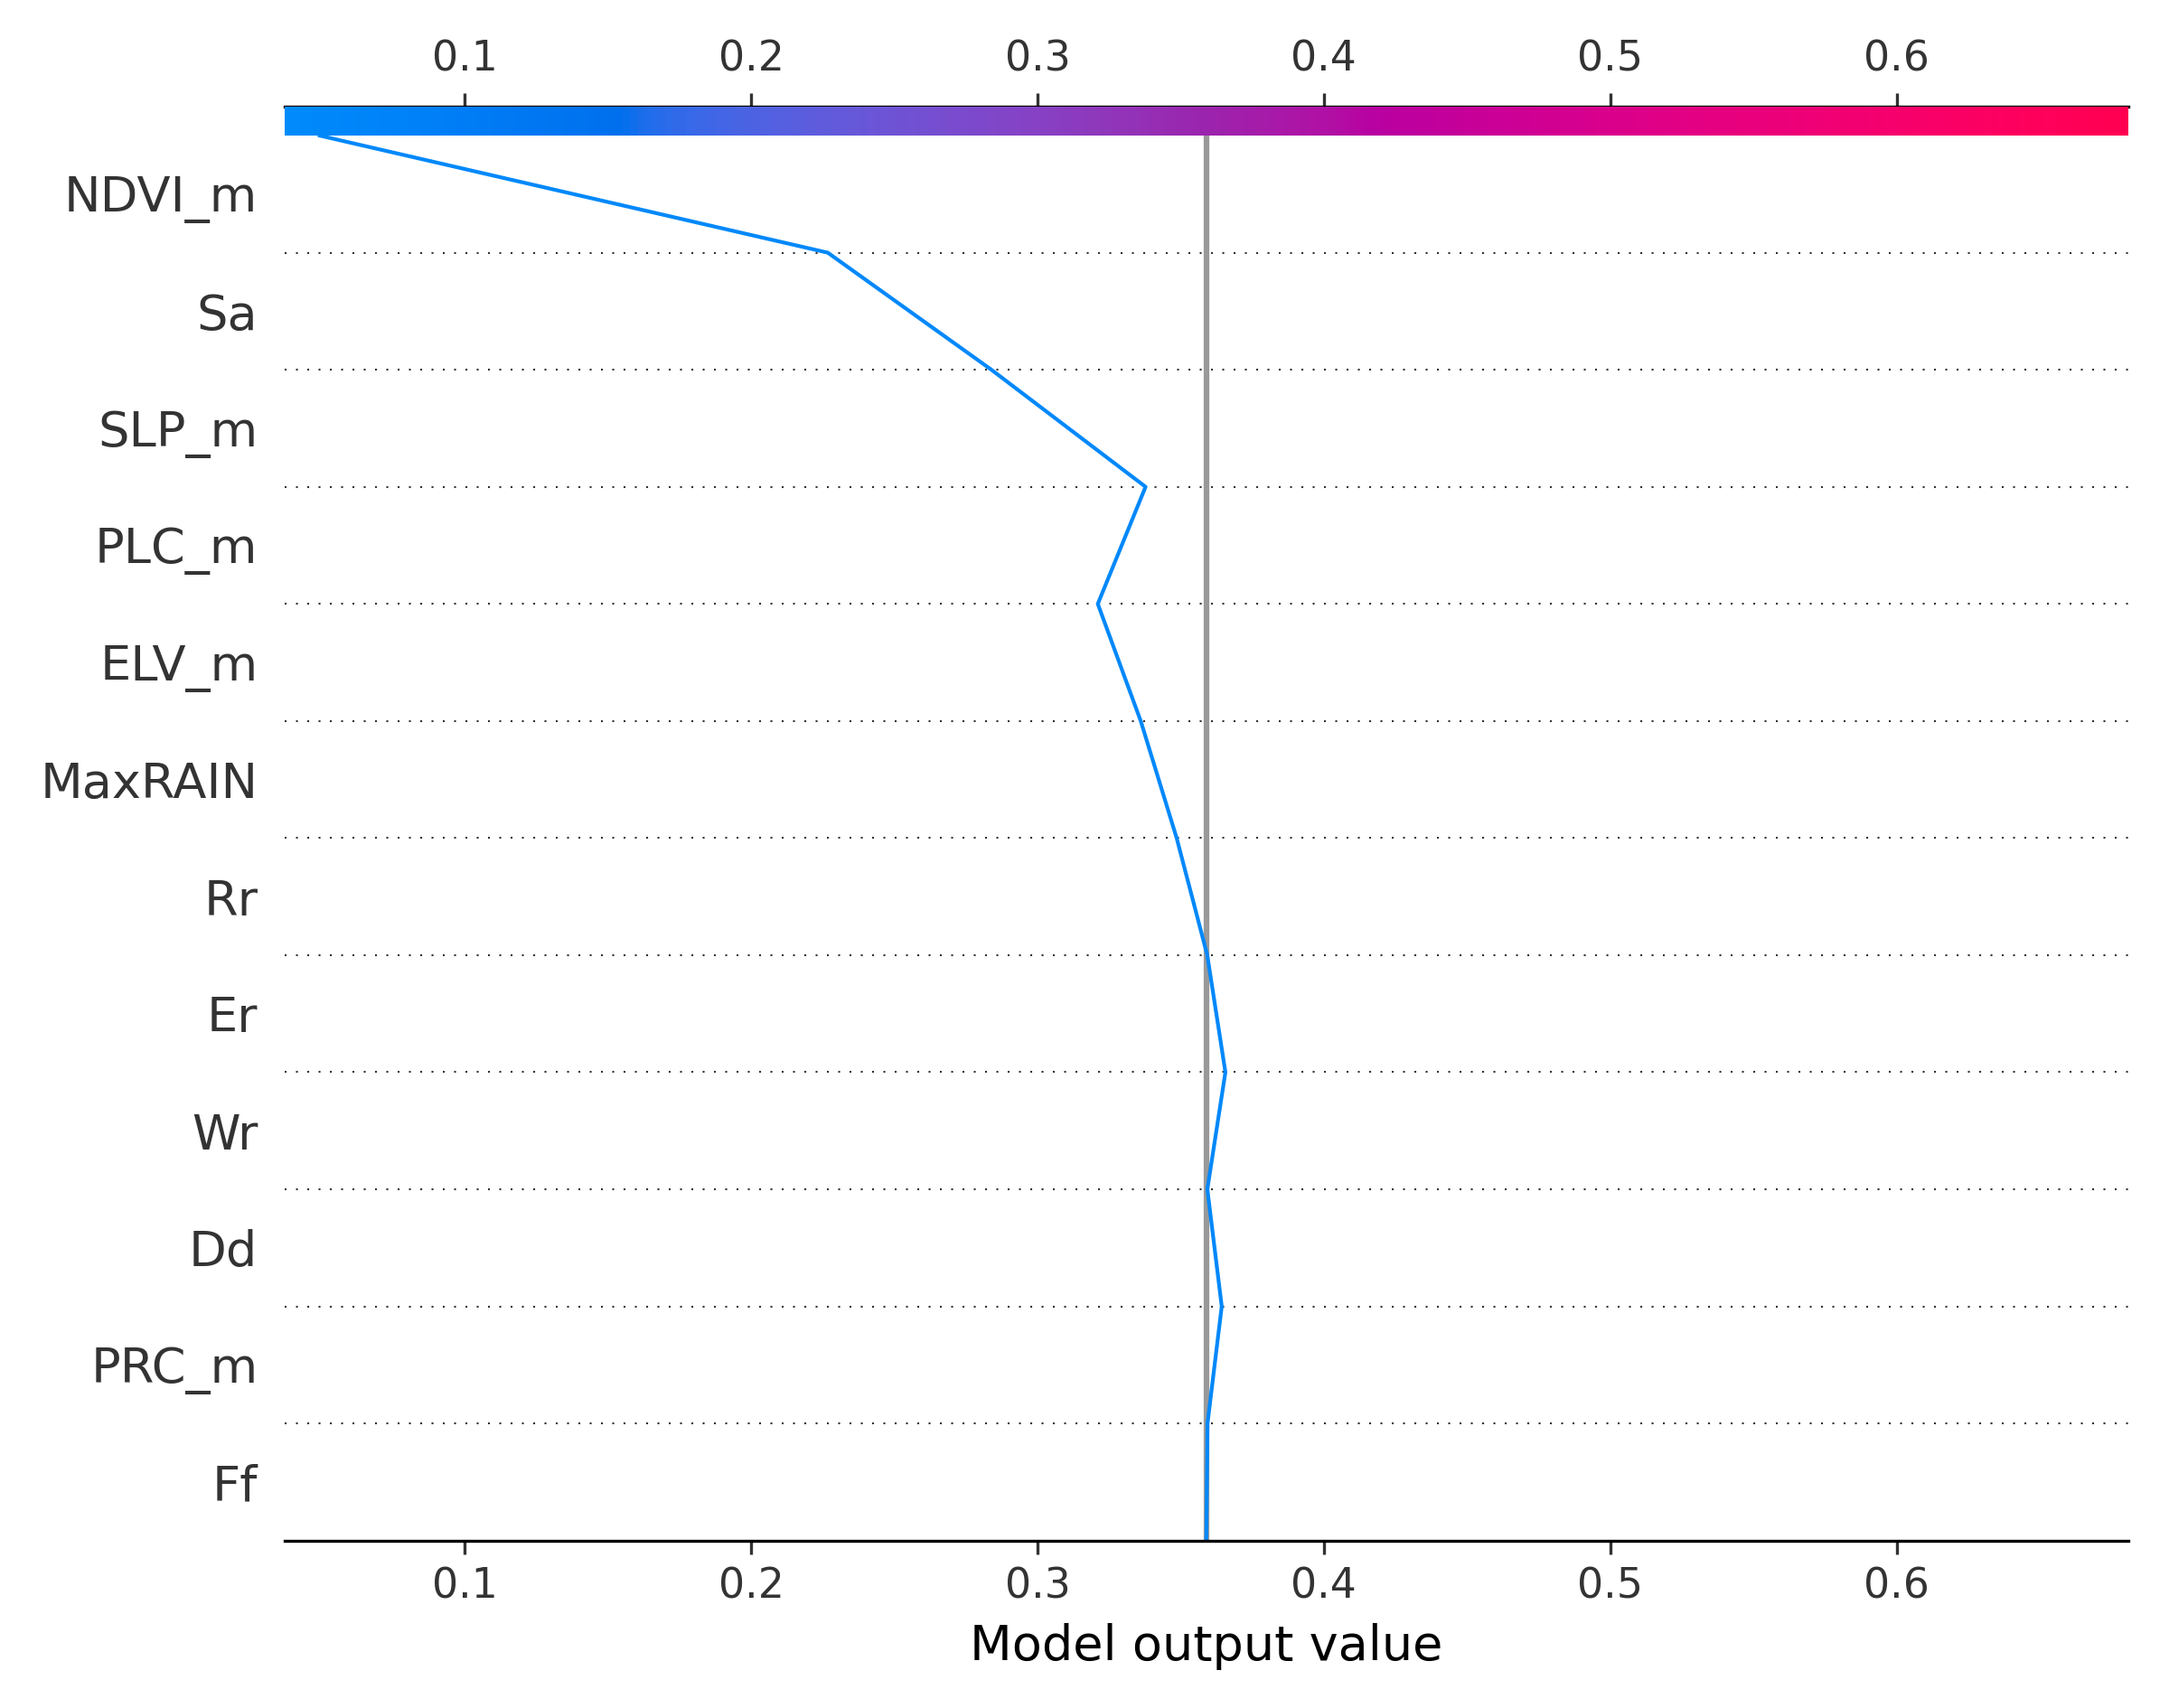 0.1 0.2 0.3 0.4 0.5 0.6
NDVI_m
Sa
SLP_m
PLC_m
ELV_m
MaxRAIN
Rr
Er
Wr
Dd
PRC_m
Ff
0.1 0.2 0.3 0.4 0.5 0.6
Model output value